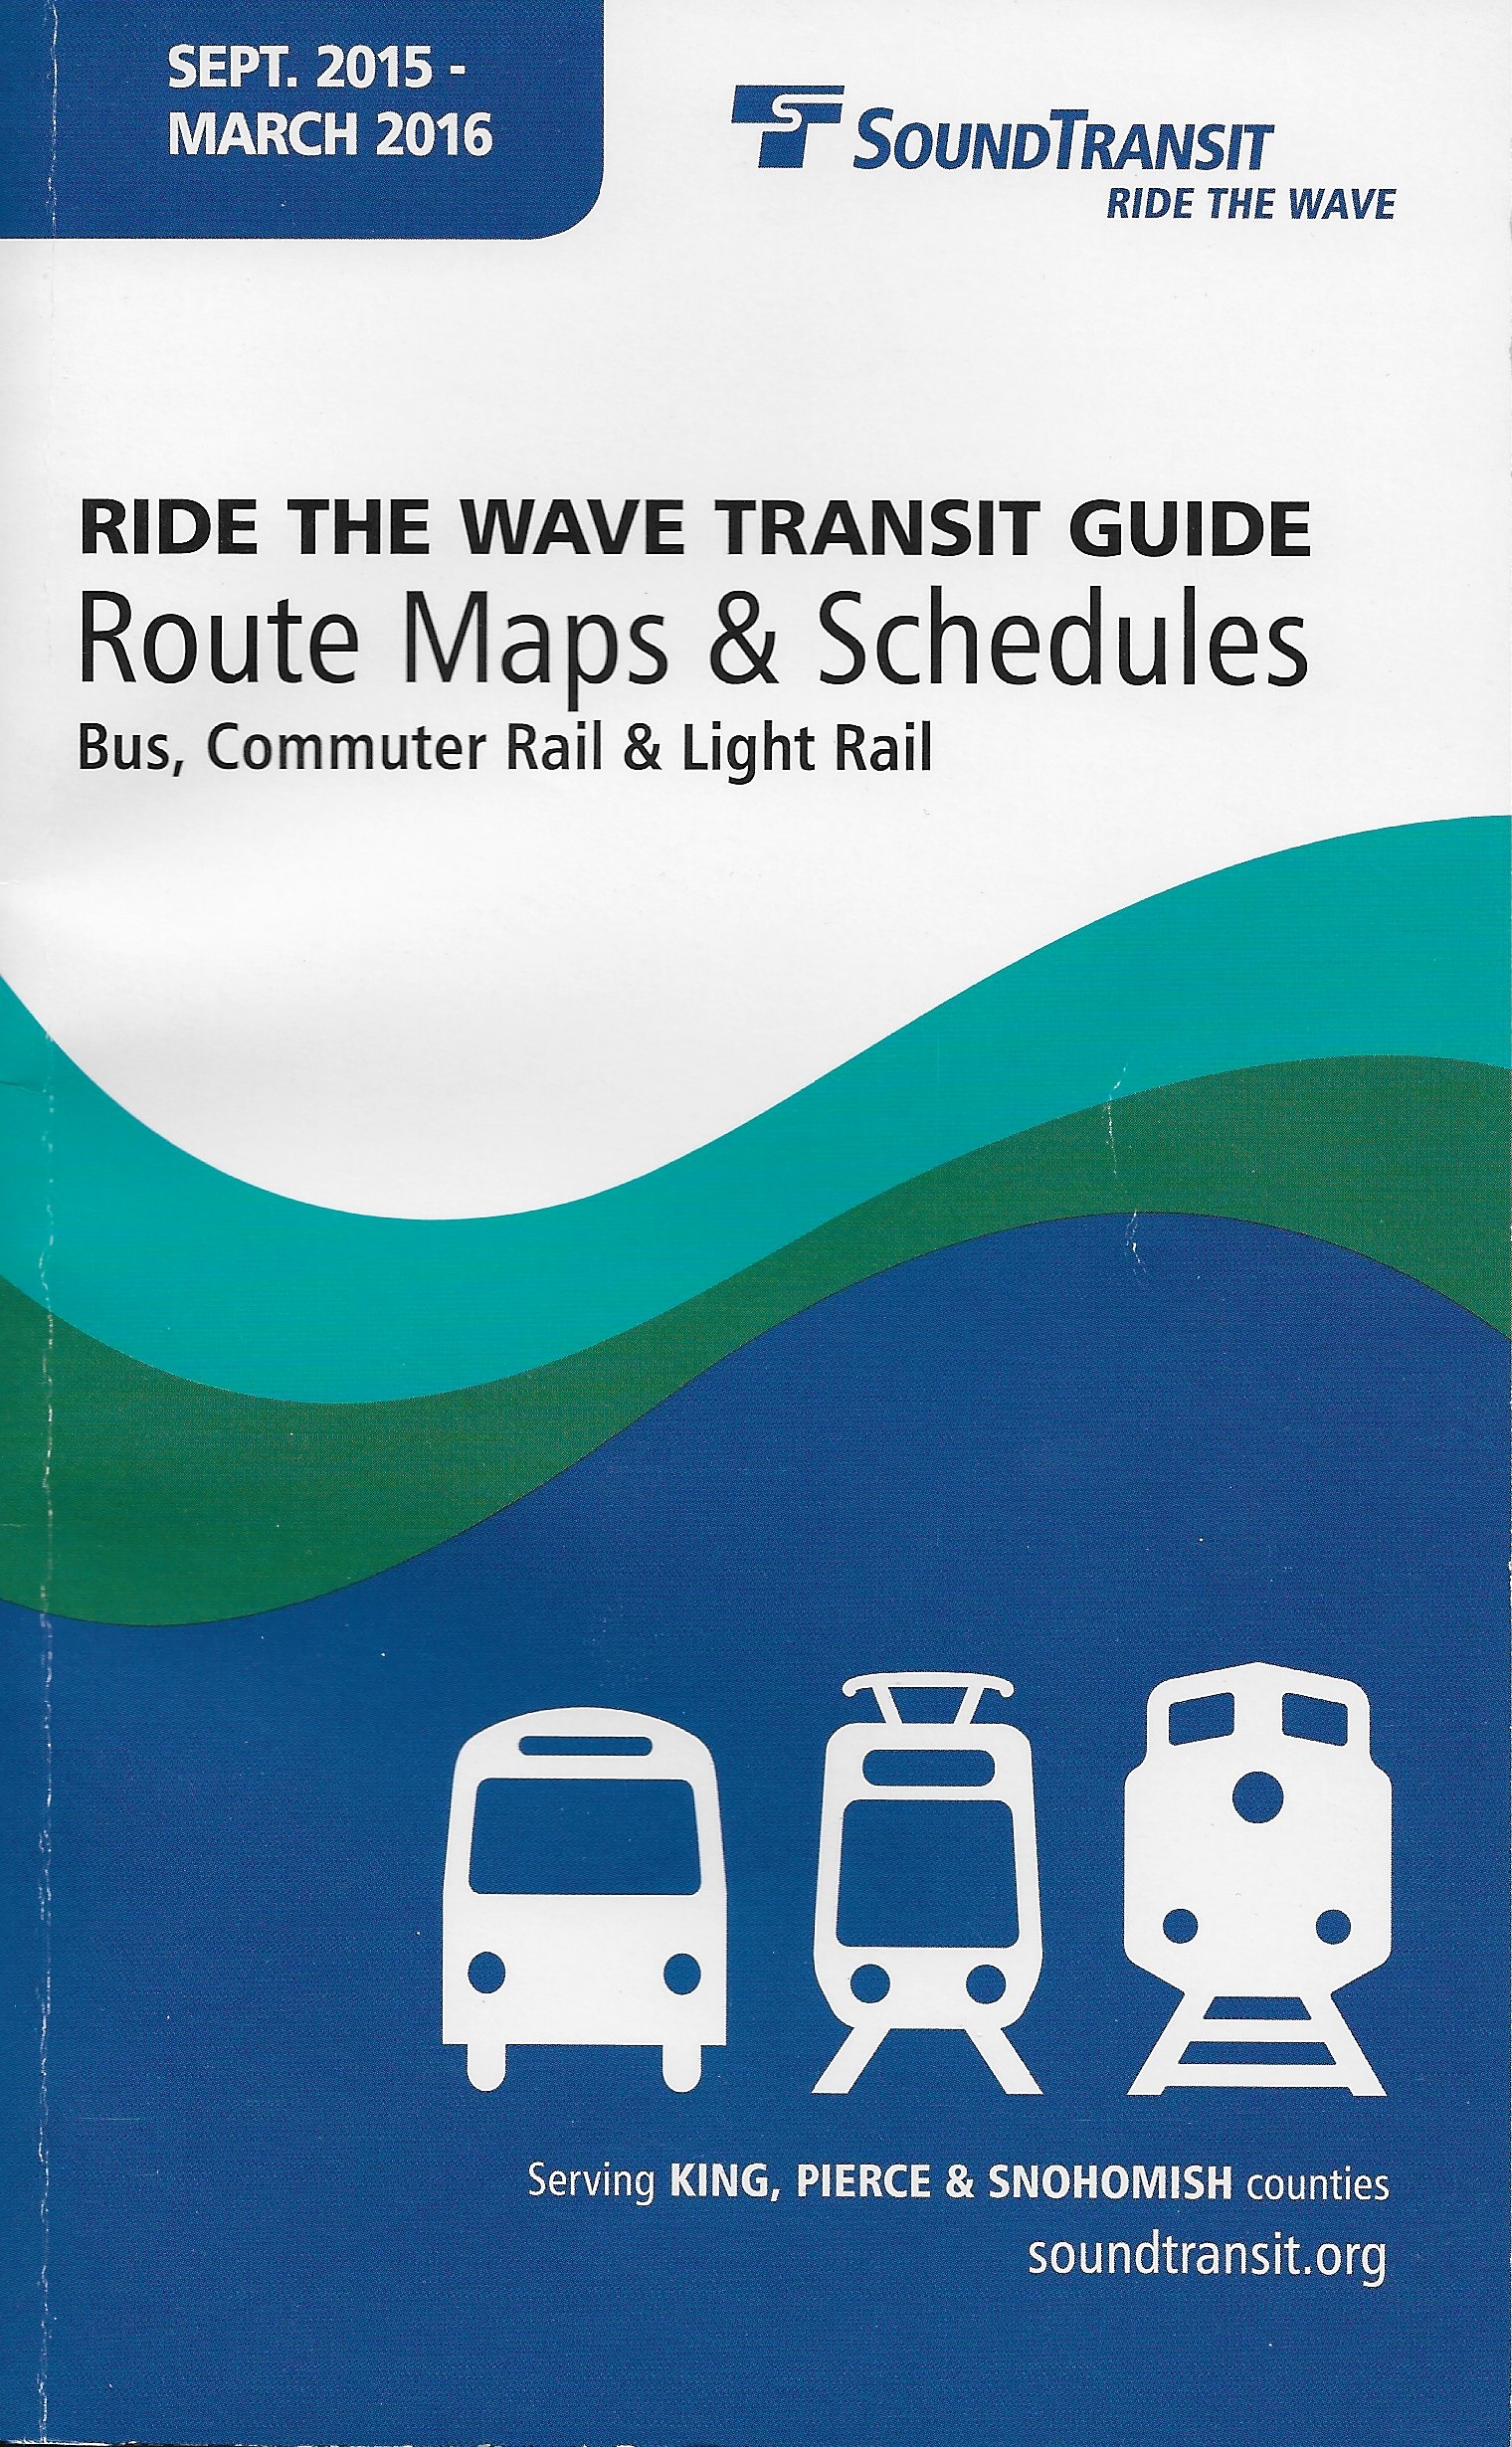 SEPT. 2015 -
MARCH 2016
SOUNDTRANSIT
RIDE THE WAVE
RIDE THE WAVE TRANSIT GUIDE
Route Maps & Schedules
Bus, Commuter Rail & Light Rail
Serving KING, PIERCE & SNOHOMISH counties
soundtransit.org